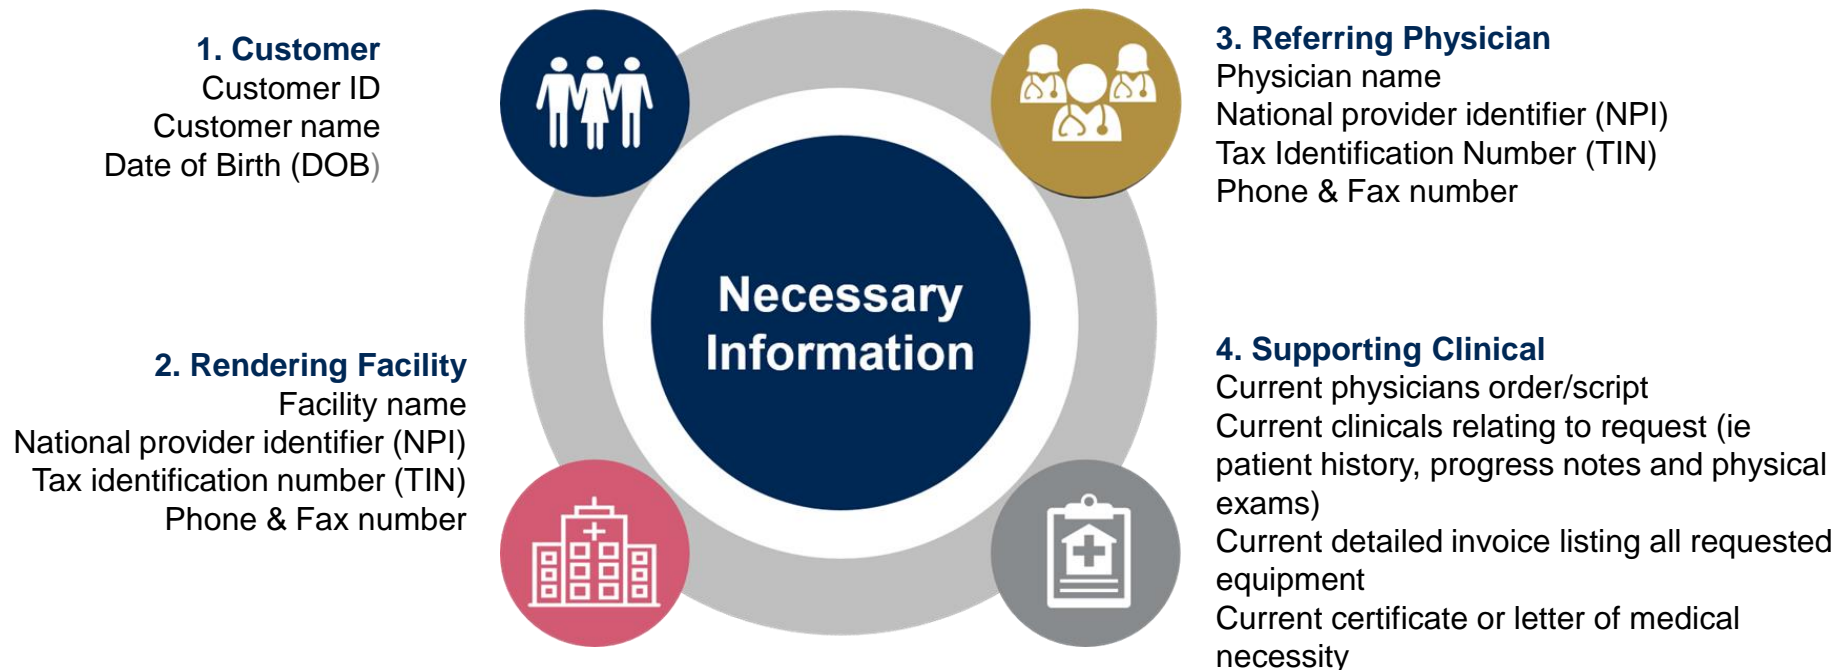 1. Customer
Customer ID
Customer name
Date of Birth (DOB)
2. Rendering Facility
Facility name
National provider identifier (NPI)
Tax identification number (TIN)
Phone & Fax number
Necessary
Information
3. Referring Physician
Physician name
National provider identifier (NPI)
Tax Identification Number (TIN)
Phone & Fax number
4. Supporting Clinical
Current physicians order/script
Current clinicals relating to request (ie
patient history, progress notes and physical
exams)
Current detailed invoice listing all requested
equipment
Current certificate or letter of medical
necessity